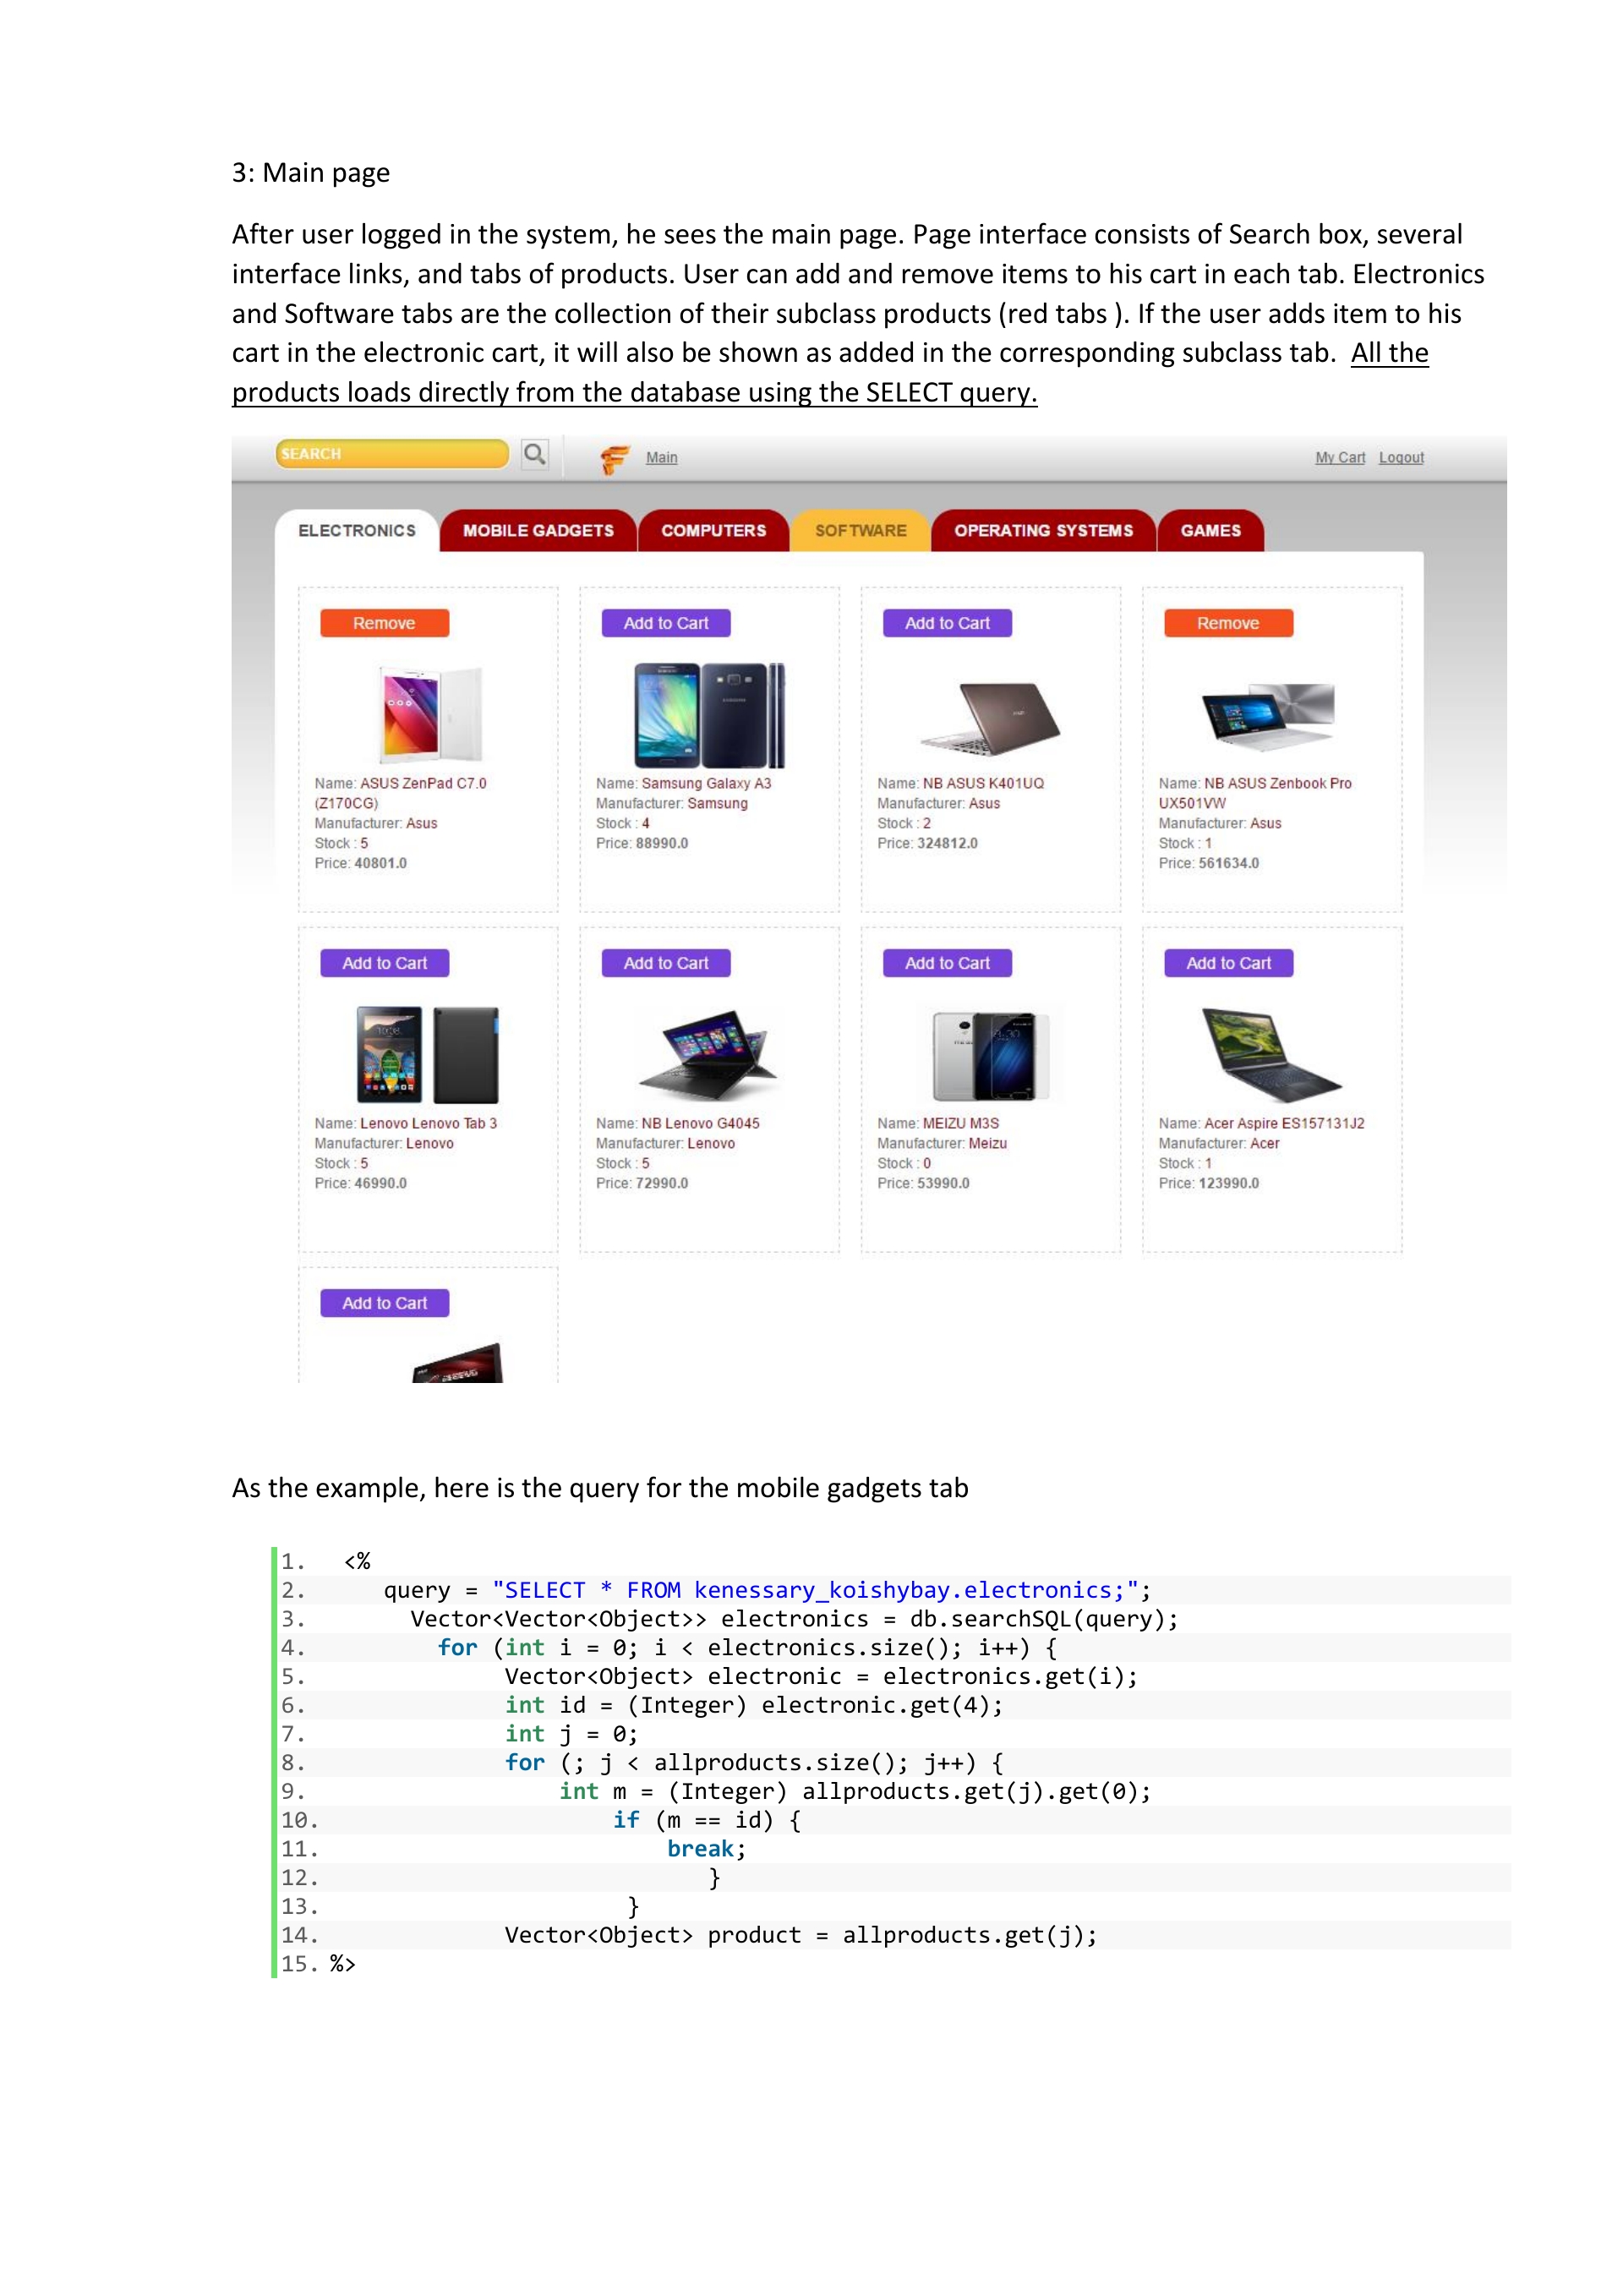 3: Main page
After user logged in the system, he sees the main page. Page interface consists of Search box, several
interface links, and tabs of products. User can add and remove items to his cart in each tab. Electronics
and Software tabs are the collection of their subclass products (red tabs ). If the user adds item to his
cart in the electronic cart, it will also be shown as added in the corresponding subclass tab.  All the
products loads directly from the database using the SELECT query.
SEARCH Main My Cart Logout
ELECTRONICS MOBILE GADGETS COMPUTERS SOFTWARE OPERATING SYSTEMS GAMES
Remove
Name: ASUS ZenPad C7.0
(Z170CG)
Manufacturer: Asus
Stock : 5
Price: 40801.0
Add to Cart
Name: Samsung Galaxy A3
Manufacturer: Samsung
Stock : 4
Price: 88990.0
Add to Cart
Name: NB ASUS K401UQ
Manufacturer: Asus
Stock : 2
Price: 324812.0
Remove
Name: NB ASUS Zenbook Pro
UX501VW
Manufacturer: Asus
Stock : 1
Price: 561634.0
Add to Cart
Name: Lenovo Lenovo Tab 3
Manufacturer: Lenovo
Stock : 5
Price: 46990.0
Add to Cart
Name: NB Lenovo G4045
Manufacturer: Lenovo
Stock : 5
Price: 72990.0
Add to Cart
Name: MEIZU M3S
Manufacturer: Meizu
Stock : 0
Price: 53990.0
Add to Cart
Name: Acer Aspire ES157131J2
Manufacturer: Acer
Stock : 1
Price: 123990.0
Add to Cart
As the example, here is the query for the mobile gadgets tab
1. <%
2. query = "SELECT * FROM kenessary_koishybay.electronics;";
3. Vector<Vector<Object>> electronics = db.searchSQL(query);
4. for (int i = 0; i < electronics.size(); i++) {
5. Vector<Object> electronic = electronics.get(i);
6. int id = (Integer) electronic.get(4);
7. int j = 0;
8. for (; j < allproducts.size(); j++) {
9. int m = (Integer) allproducts.get(j).get(0);
10. if (m == id) {
11. break;
12. }
13. }
14. Vector<Object> product = allproducts.get(j);
15. %>